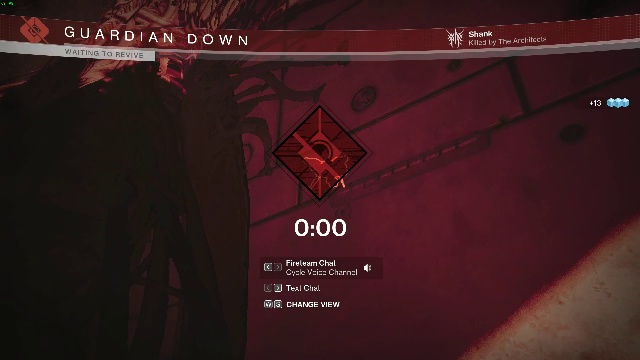 GUARDIAN DOWN
WAITING TO REVIVE
Shank
Killed by The Architects
+13
0:00
Fireteam Chat
Cycle Voice Channel
Text Chat
W S CHANGE VIEW